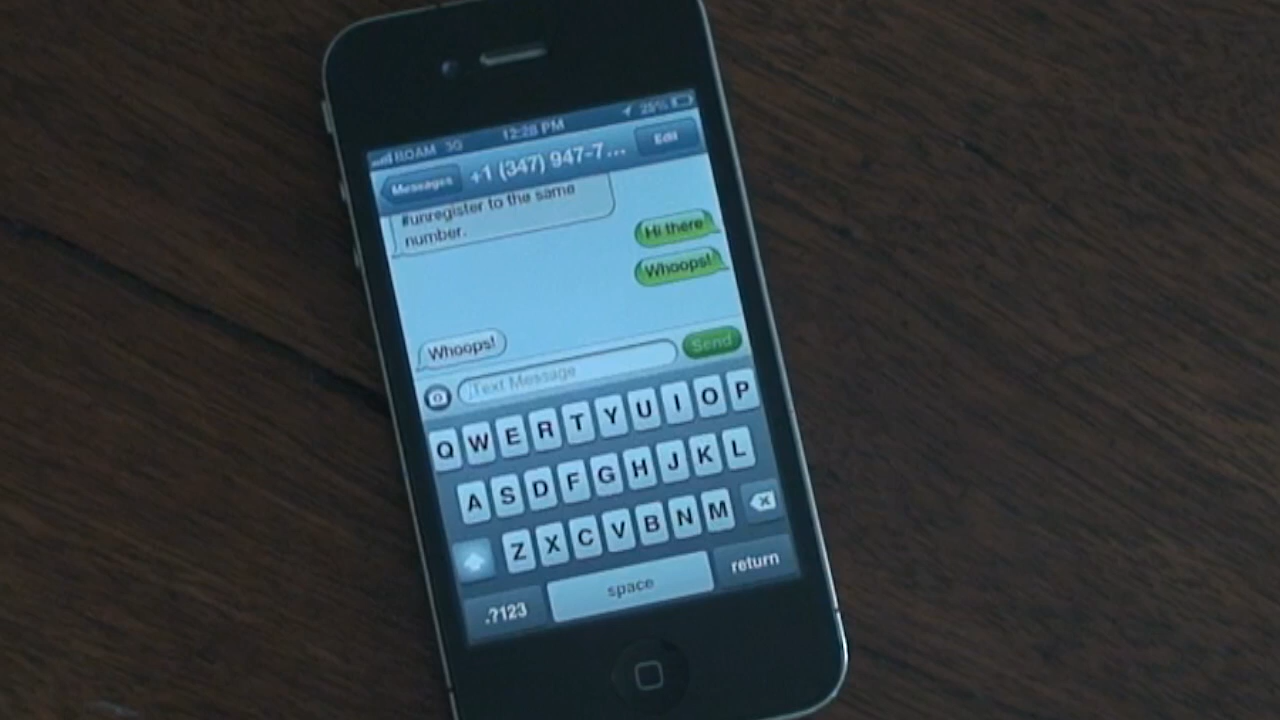 ROAM 3G 12:28 PM 25%
Messages +1 (347) 947-7... Edit
#unregister to the same
number.
Hi there
Whoops!
Whoops!
Text Message Send
Q W E R T Y U I O P
A S D F G H J K L
Z X C V B N M
.?123 space return